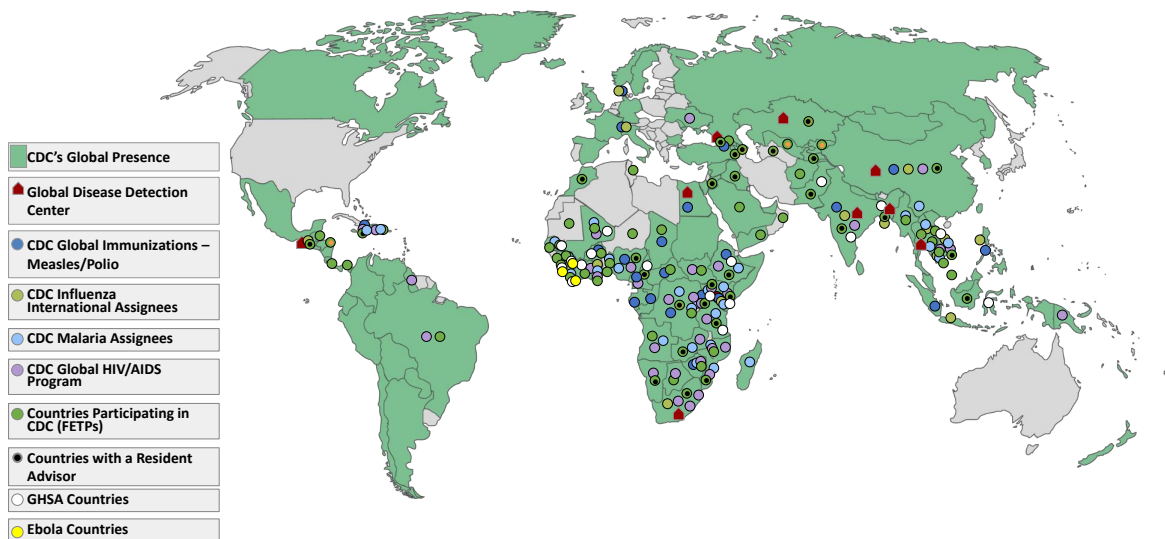 CDC's Global Presence
Global Disease Detection
Center
CDC Global Immunizations –
Measles/Polio
CDC Influenza
International Assignees
CDC Malaria Assignees
CDC Global HIV/AIDS
Program
Countries Participating in
CDC (FETPs)
Countries with a Resident
Advisor
GHSA Countries
Ebola Countries